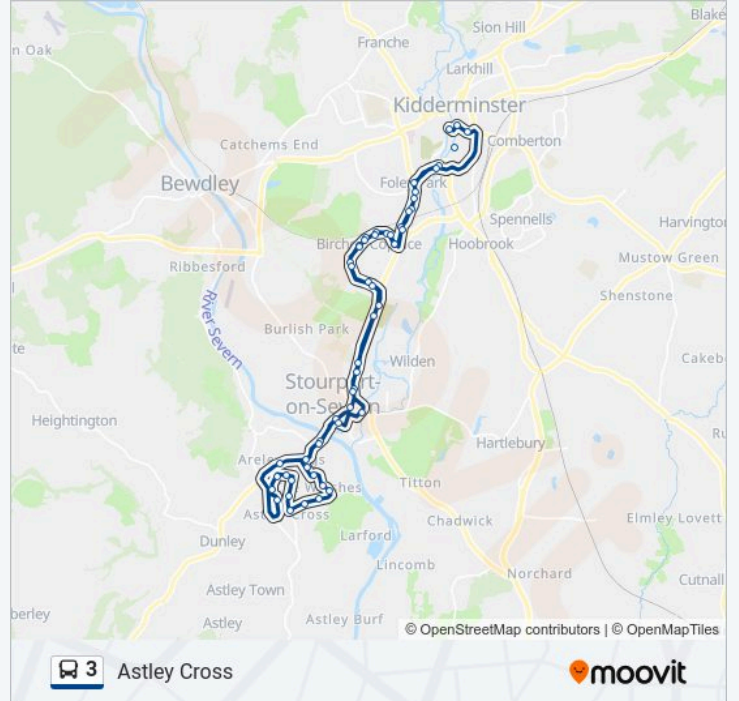 Sion Hill
Blake
n Oak
Franche
Larkhill
Kidderminster
Catchems End
Comberton
Bewdley
Foley Park
Spennells
Harvington
Birchen Coppice
Hoobrook
Mustow Green
Ribbesford
Shenstone
River Severn
Burlish Park
te
Wilden
Cakeb
Stourport-
on-Severn
Heightington
Ru
Hartlebury
Areley Kings
Titton
Astley Cross
Chadwick
Elmley Lovett
Dunley
Larford
Lincomb
Norchard
Cutnall
Astley Town
berley
Astley
Astley Burf
© OpenStreetMap contributors | © OpenMapTiles
3 Astley Cross
moovit